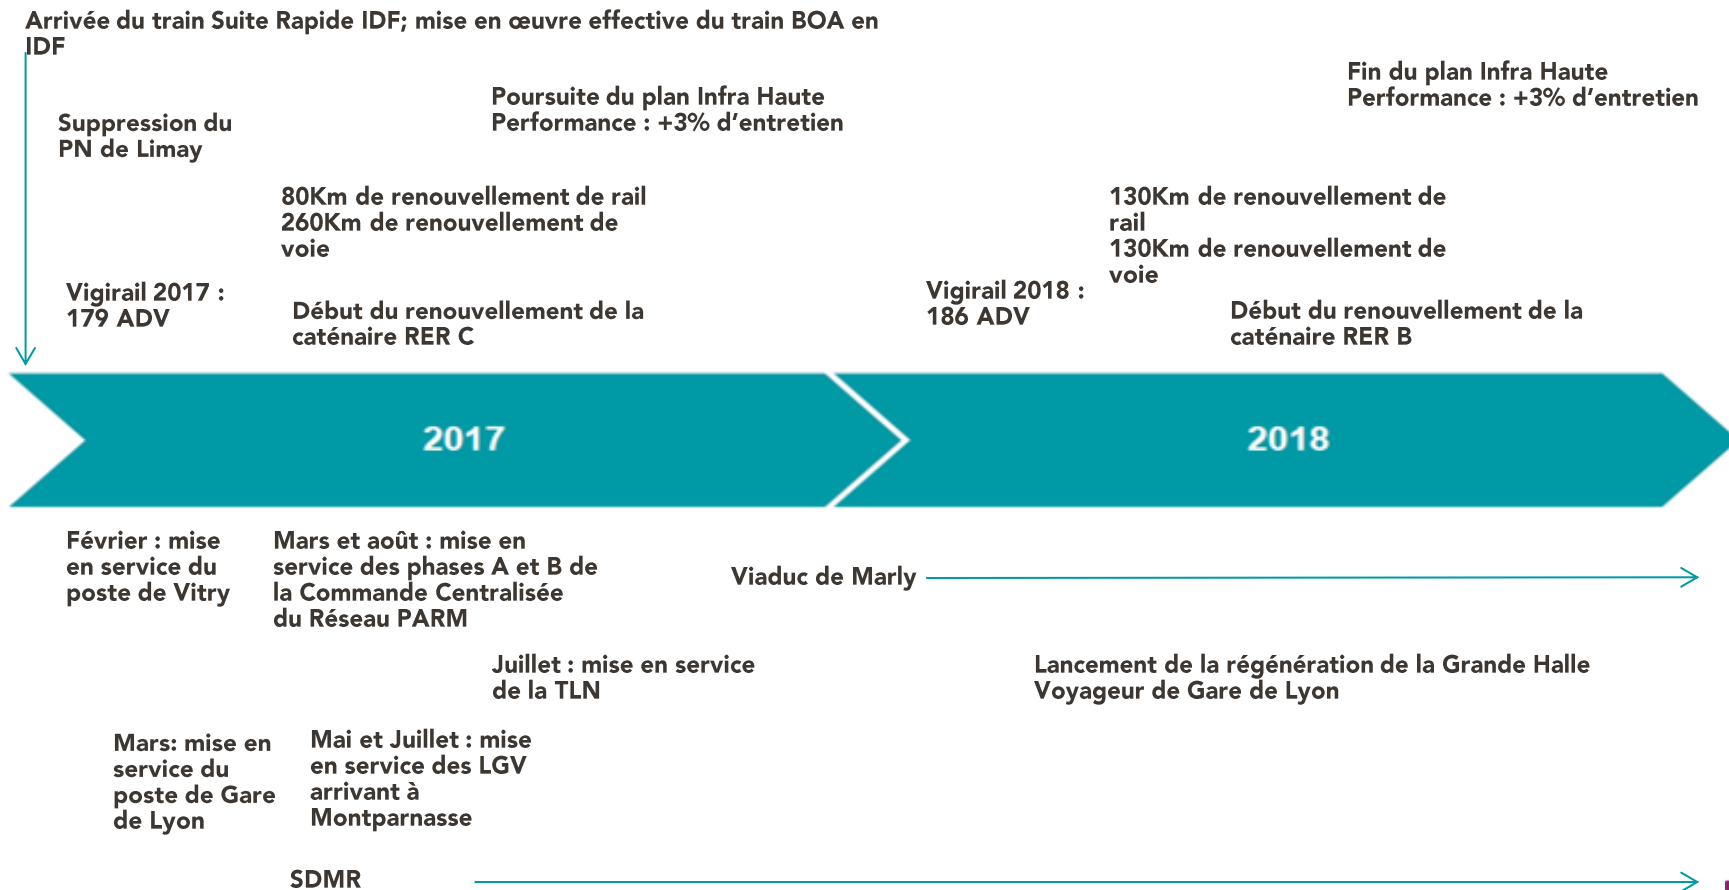 Arrivée du train Suite Rapide IDF; mise en œuvre effective du train BOA en
IDF
Fin du plan Infra Haute
Performance : +3% d’entretien
Poursuite du plan Infra Haute
Performance : +3% d’entretien
Suppression du
PN de Limay
80Km de renouvellement de rail
260Km de renouvellement de
voie
130Km de renouvellement de
rail
130Km de renouvellement de
voie
Vigirail 2017 :
179 ADV
Début du renouvellement de la
caténaire RER C
Vigirail 2018 :
186 ADV
Début du renouvellement de la
caténaire RER B
2017
2018
Février : mise
en service du
poste de Vitry
Mars et août : mise en
service des phases A et B de
la Commande Centralisée
du Réseau PARM
Viaduc de Marly
Juillet : mise en service
de la TLN
Lancement de la régénération de la Grande Halle
Voyageur de Gare de Lyon
Mars: mise en
service du
poste de Gare
de Lyon
Mai et Juillet : mise
en service des LGV
arrivant à
Montparnasse
SDMR